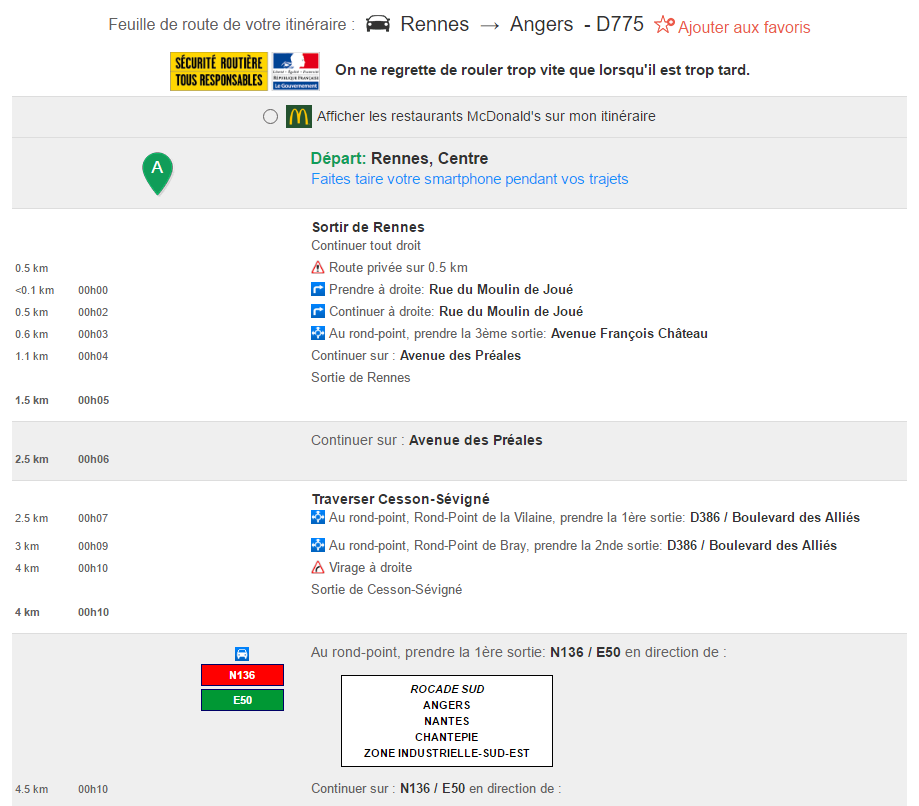 Feuille de route de votre itinéraire : Rennes → Angers - D775 Ajouter aux favoris
SÉCURITÉ ROUTIÈRE
TOUS RESPONSABLES
Liberté • Égalité • Fraternité
RÉPUBLIQUE FRANÇAISE
Le Gouvernement
On ne regrette de rouler trop vite que lorsqu'il est trop tard.
Afficher les restaurants McDonald's sur mon itinéraire
A
Départ: Rennes, Centre
Faites taire votre smartphone pendant vos trajets
Sortir de Rennes
Continuer tout droit
0.5 km Route privée sur 0.5 km
<0.1 km 00h00 Prendre à droite: Rue du Moulin de Joué
0.5 km 00h02 Continuer à droite: Rue du Moulin de Joué
0.6 km 00h03 Au rond-point, prendre la 3ème sortie: Avenue François Château
1.1 km 00h04 Continuer sur : Avenue des Préales
Sortie de Rennes
1.5 km 00h05
Continuer sur : Avenue des Préales
2.5 km 00h06
Traverser Cesson-Sévigné
2.5 km 00h07 Au rond-point, Rond-Point de la Vilaine, prendre la 1ère sortie: D386 / Boulevard des Alliés
3 km 00h09 Au rond-point, Rond-Point de Bray, prendre la 2nde sortie: D386 / Boulevard des Alliés
4 km 00h10 Virage à droite
Sortie de Cesson-Sévigné
4 km 00h10
Au rond-point, prendre la 1ère sortie: N136 / E50 en direction de :
N136
E50
ROCADE SUD
ANGERS
NANTES
CHANTEPIE
ZONE INDUSTRIELLE-SUD-EST
4.5 km 00h10 Continuer sur : N136 / E50 en direction de :